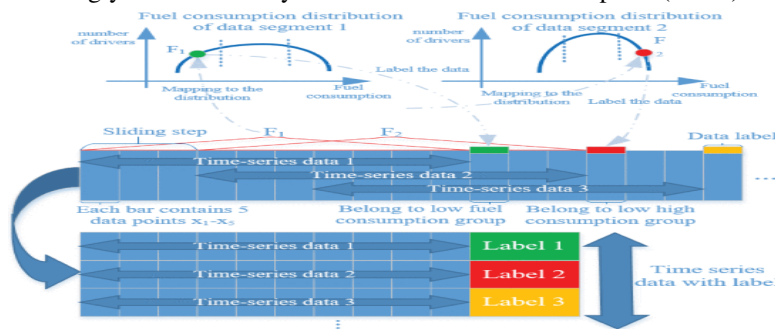 Fuel consumption distribution
of data segment 1
number
of drivers
F₁
Mapping to the
distribution
Fuel
consumption
Label the data
Fuel consumption distribution
of data segment 2
number
of drivers
F
2
Mapping to the
distribution
Label the data
Fuel
consumption
Sliding step
F₁
F₂
Data label
Time-series data 1
Time-series data 2
Time-series data 3
...
Each bar contains 5
data points x₁-x₅
Belong to low fuel
consumption group
Belong to low high
consumption group
Time-series data 1
Label 1
Time-series data 2
Label 2
Time-series data 3
Label 3
Time series
data with labe